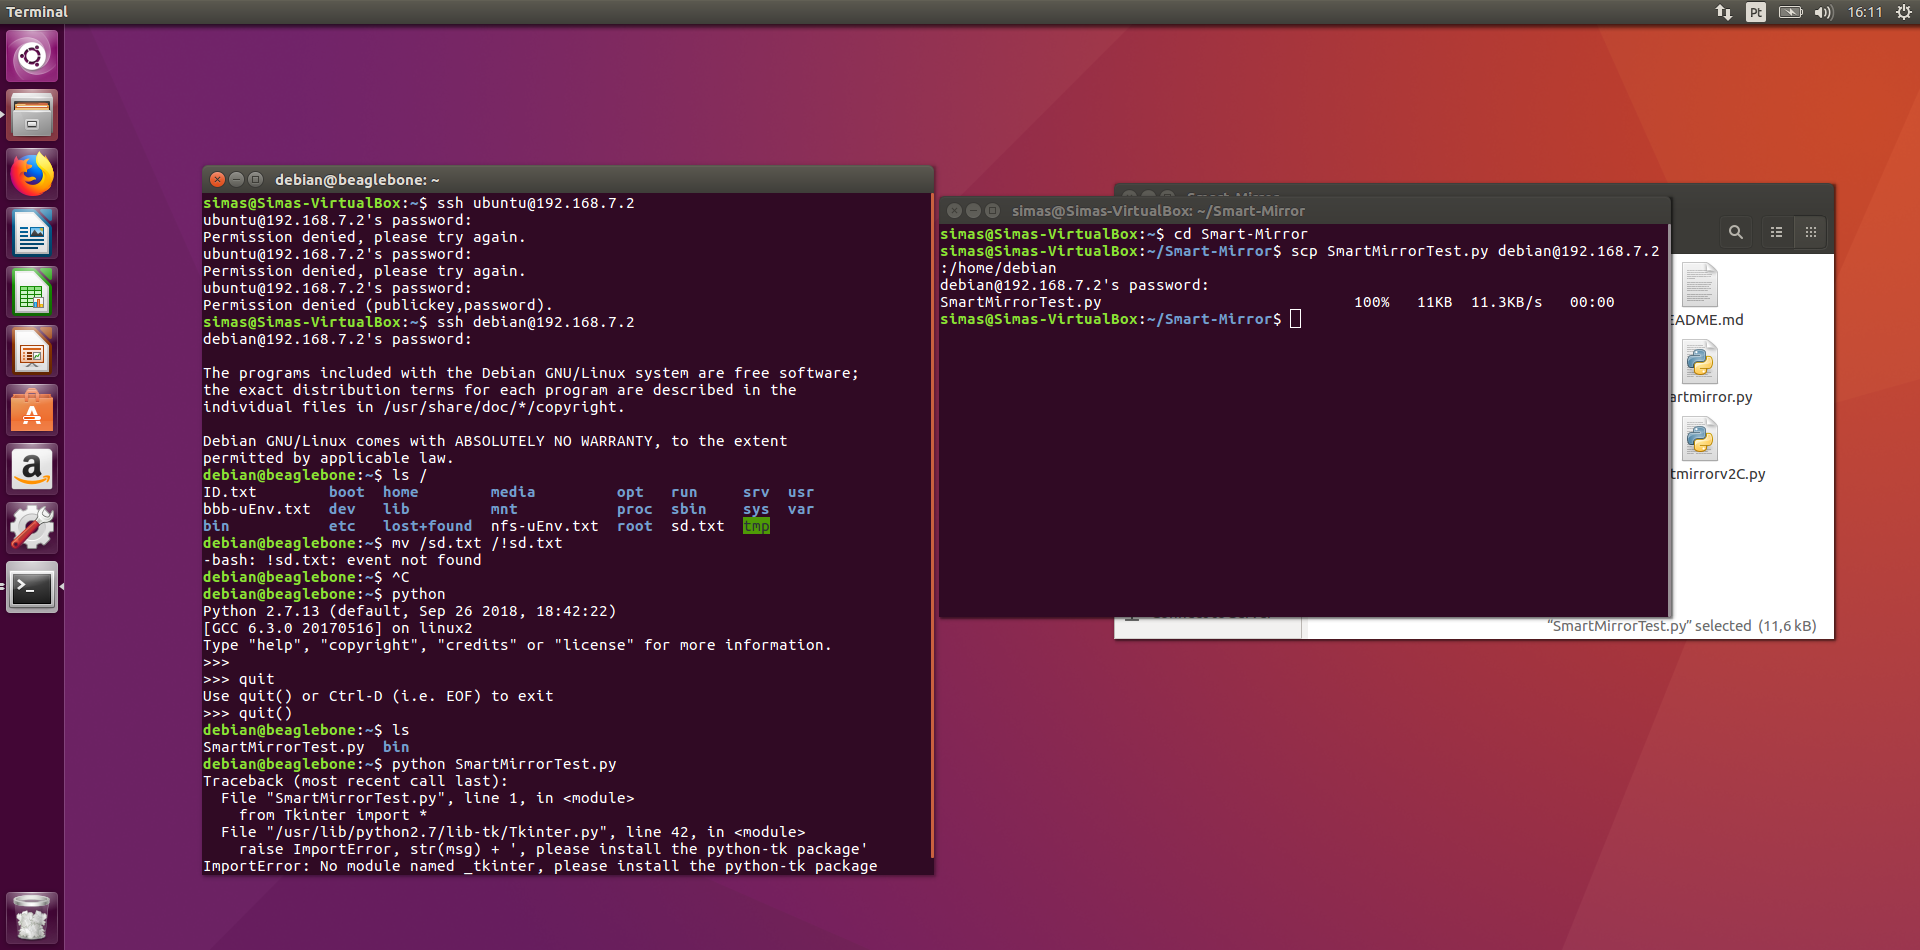 Terminal
Pt
16:11
debian@beaglebone: ~
simas@Simas-VirtualBox:~$ ssh ubuntu@192.168.7.2
ubuntu@192.168.7.2's password:
Permission denied, please try again.
ubuntu@192.168.7.2's password:
Permission denied, please try again.
ubuntu@192.168.7.2's password:
Permission denied (publickey,password).
simas@Simas-VirtualBox:~$ ssh debian@192.168.7.2
debian@192.168.7.2's password:
The programs included with the Debian GNU/Linux system are free software;
the exact distribution terms for each program are described in the
individual files in /usr/share/doc/*/copyright.
Debian GNU/Linux comes with ABSOLUTELY NO WARRANTY, to the extent
permitted by applicable law.
debian@beaglebone:~$ ls /
ID.txt boot home media opt run srv usr
bbb-uEnv.txt dev lib mnt proc sbin sys var
bin etc lost+found nfs-uEnv.txt root sd.txt tmp
debian@beaglebone:~$ mv /sd.txt /!sd.txt
-bash: !sd.txt: event not found
debian@beaglebone:~$ ^C
debian@beaglebone:~$ python
Python 2.7.13 (default, Sep 26 2018, 18:42:22)
[GCC 6.3.0 20170516] on linux2
Type "help", "copyright", "credits" or "license" for more information.
>>>
>>> quit
Use quit() or Ctrl-D (i.e. EOF) to exit
>>> quit()
debian@beaglebone:~$ ls
SmartMirrorTest.py bin
debian@beaglebone:~$ python SmartMirrorTest.py
Traceback (most recent call last):
File "SmartMirrorTest.py", line 1, in <module>
from Tkinter import *
File "/usr/lib/python2.7/lib-tk/Tkinter.py", line 42, in <module>
raise ImportError, str(msg) + ', please install the python-tk package'
ImportError: No module named _tkinter, please install the python-tk package
simas@Simas-VirtualBox: ~/Smart-Mirror
simas@Simas-VirtualBox:~$ cd Smart-Mirror
simas@Simas-VirtualBox:~/Smart-Mirror$ scp SmartMirrorTest.py debian@192.168.7.2
:/home/debian
debian@192.168.7.2's password:
SmartMirrorTest.py 100% 11KB 11.3KB/s 00:00
simas@Simas-VirtualBox:~/Smart-Mirror$
EADME.md
artmirror.py
tmirrorv2C.py
“SmartMirrorTest.py” selected (11,6 kB)